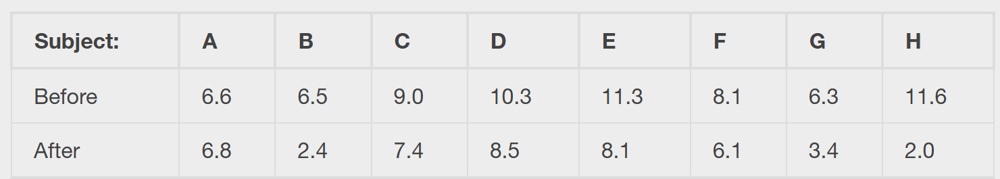 Subject: A B C D E F G H
Before 6.6 6.5 9.0 10.3 11.3 8.1 6.3 11.6
After 6.8 2.4 7.4 8.5 8.1 6.1 3.4 2.0